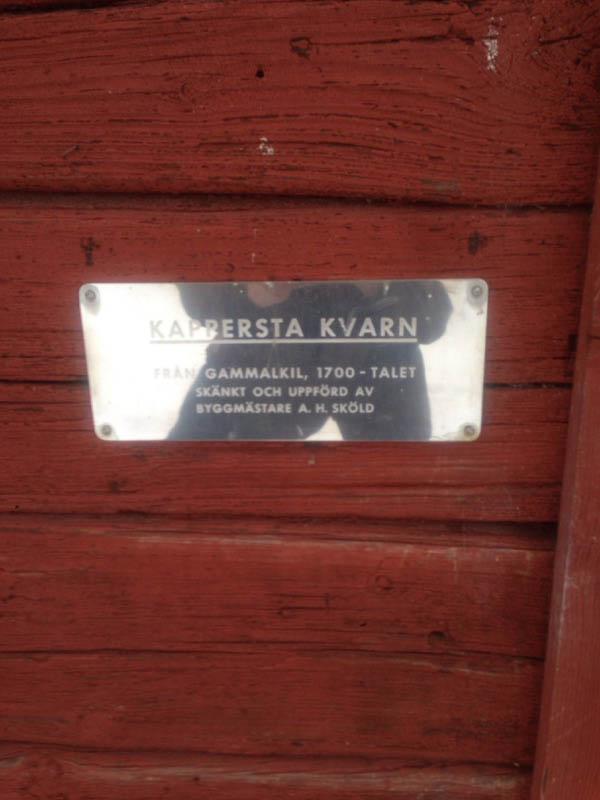 KAPPERSTA KVARN
FRÅN GAMMALKIL, 1700-TALET
SKÄNKT OCH UPPFÖRD AV
BYGGMÄSTARE A. H. SKÖLD